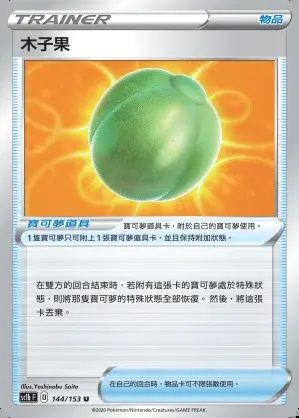 TRAINER 物品
木子果
寶可夢道具 寶可夢道具卡，附於自己的寶可夢使用。
1隻寶可夢只可附上1張寶可夢道具卡，並且保持附加狀態。
在雙方的回合結束時，若附有這張卡的寶可夢處於特殊狀
態，則將那隻寶可夢的特殊狀態全部恢復。然後，將這張
卡丟棄。
Illus. Yoshinobu Saito
sc1b F D 144/153 U
在自己的回合時，物品卡可不限張數使用。
©2020 Pokémon/Nintendo/Creatures/GAME FREAK.